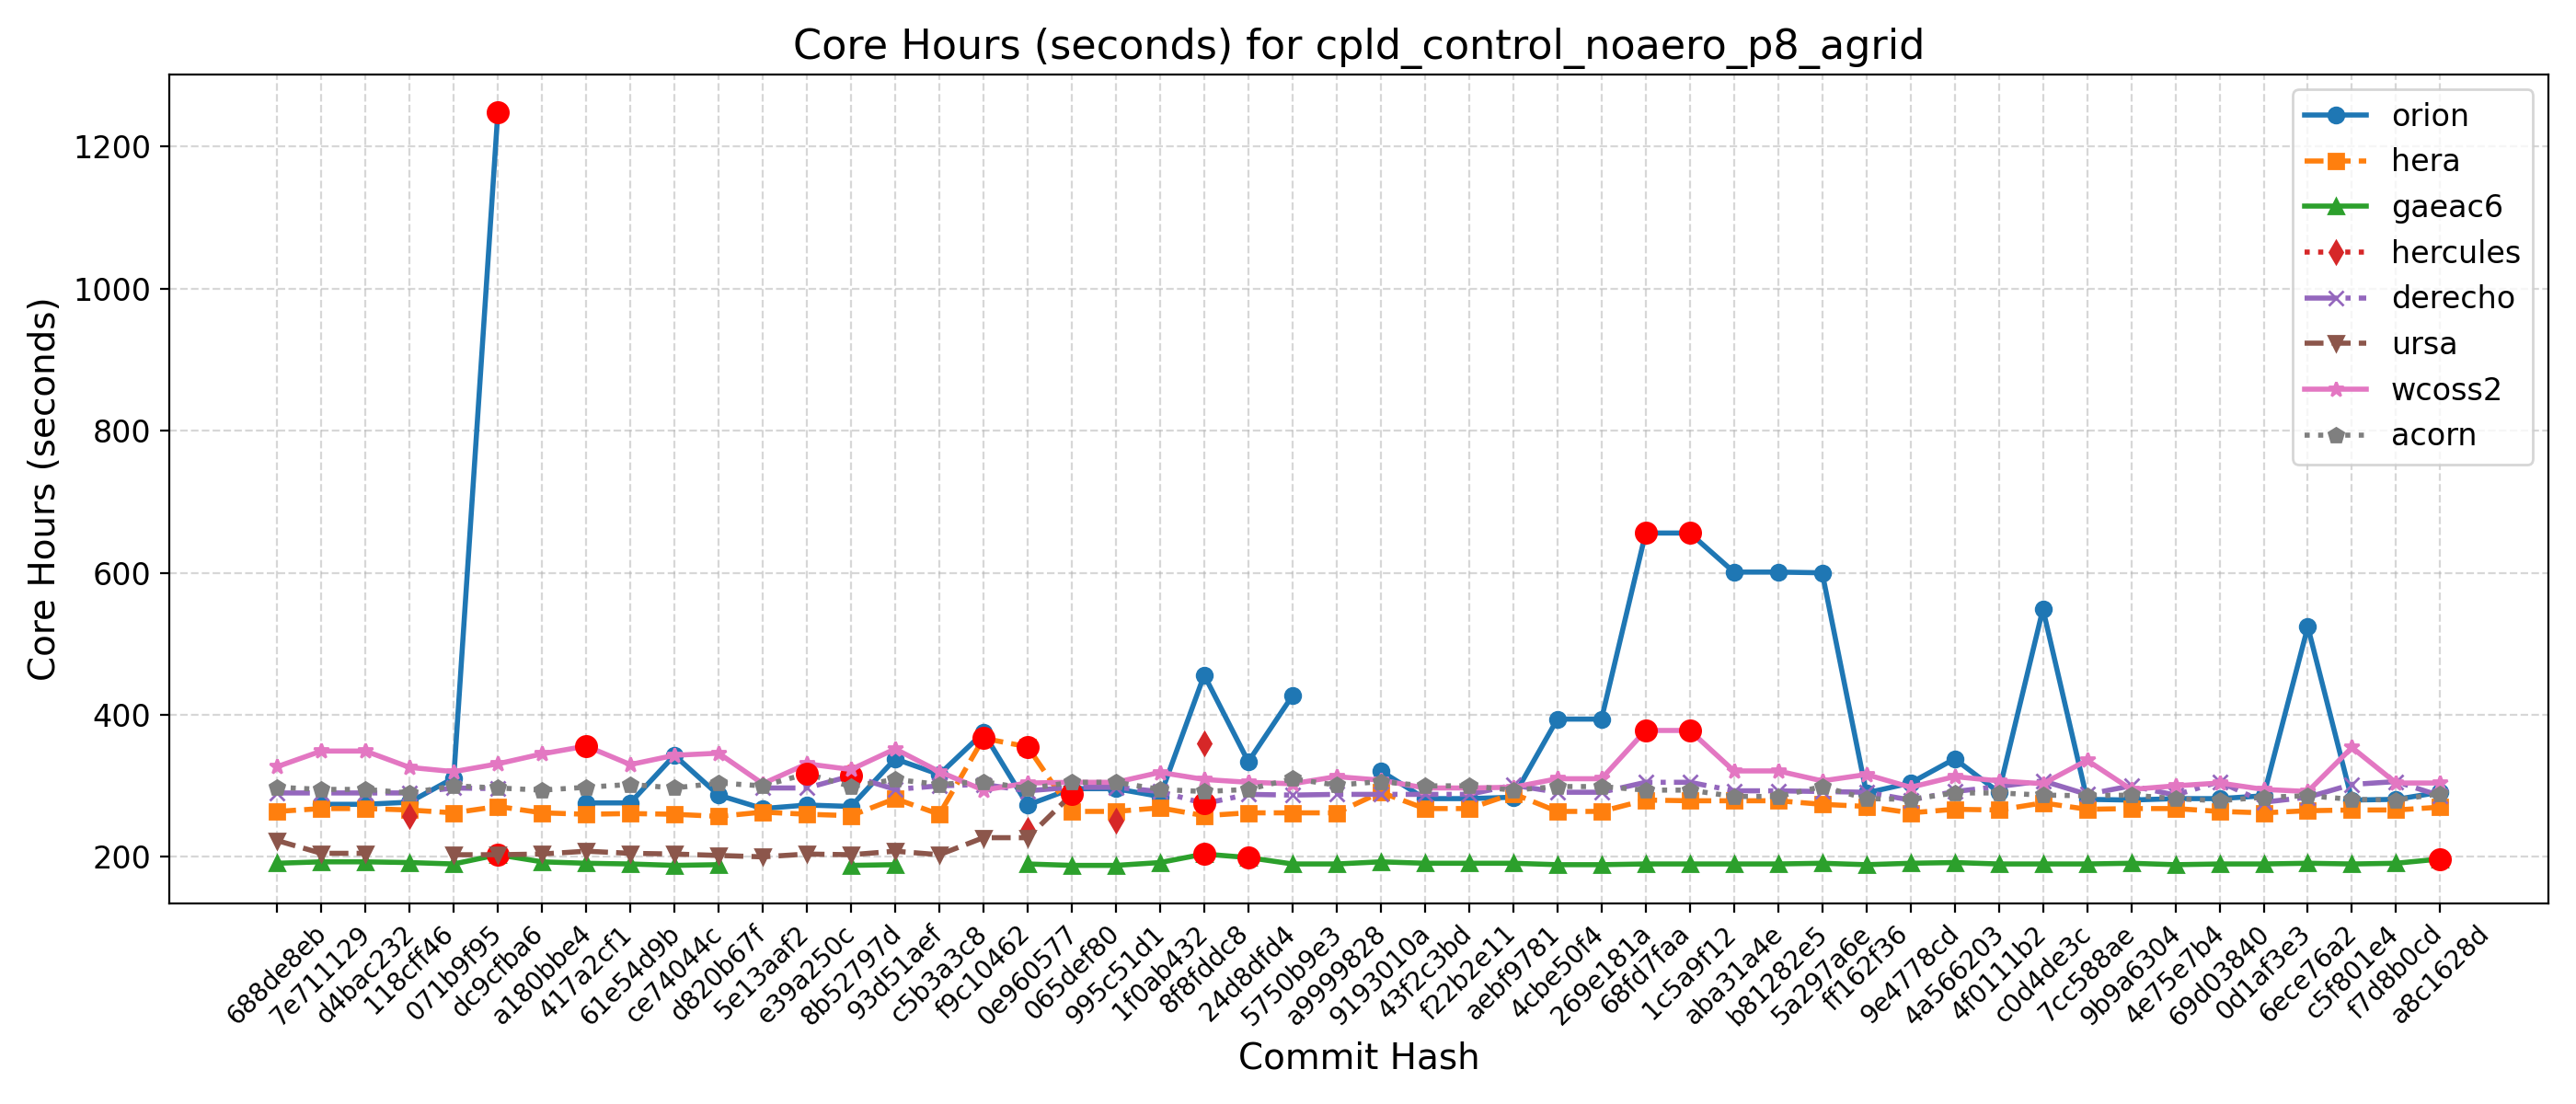 Core Hours (seconds) for cpld_control_noaero_p8_agrid
Core Hours (seconds)
1200
1000
800
600
400
200
orion
hera
gaeac6
hercules
derecho
ursa
wcoss2
acorn
688de8eb
7e711129
d4bac232
118cff46
071b9f95
dc9cfba6
a180bbe4
417a2cf1
61e54d9b
ce74044c
d820b67f
5e13aaf2
e39a250c
8b52797d
93d51aef
c5b3a3c8
f9c10462
0e960577
065def80
995c51d1
1f0ab432
8f8fddc8
24d8dfd4
5750b9e3
a9999828
9193010a
43f2c3bd
f22b2e11
aebf9781
4cbe50f4
269e181a
68fd7faa
1c5a9f12
aba31a4e
b81282e5
5a297a6e
ff162f36
9e4778cd
4a566203
4f0111b2
c0d4de3c
7cc588ae
9b9a6304
4e75e7b4
69d03840
0d1af3e3
6ece76a2
c5f801e4
f7d8b0cd
a8c1628d
Commit Hash